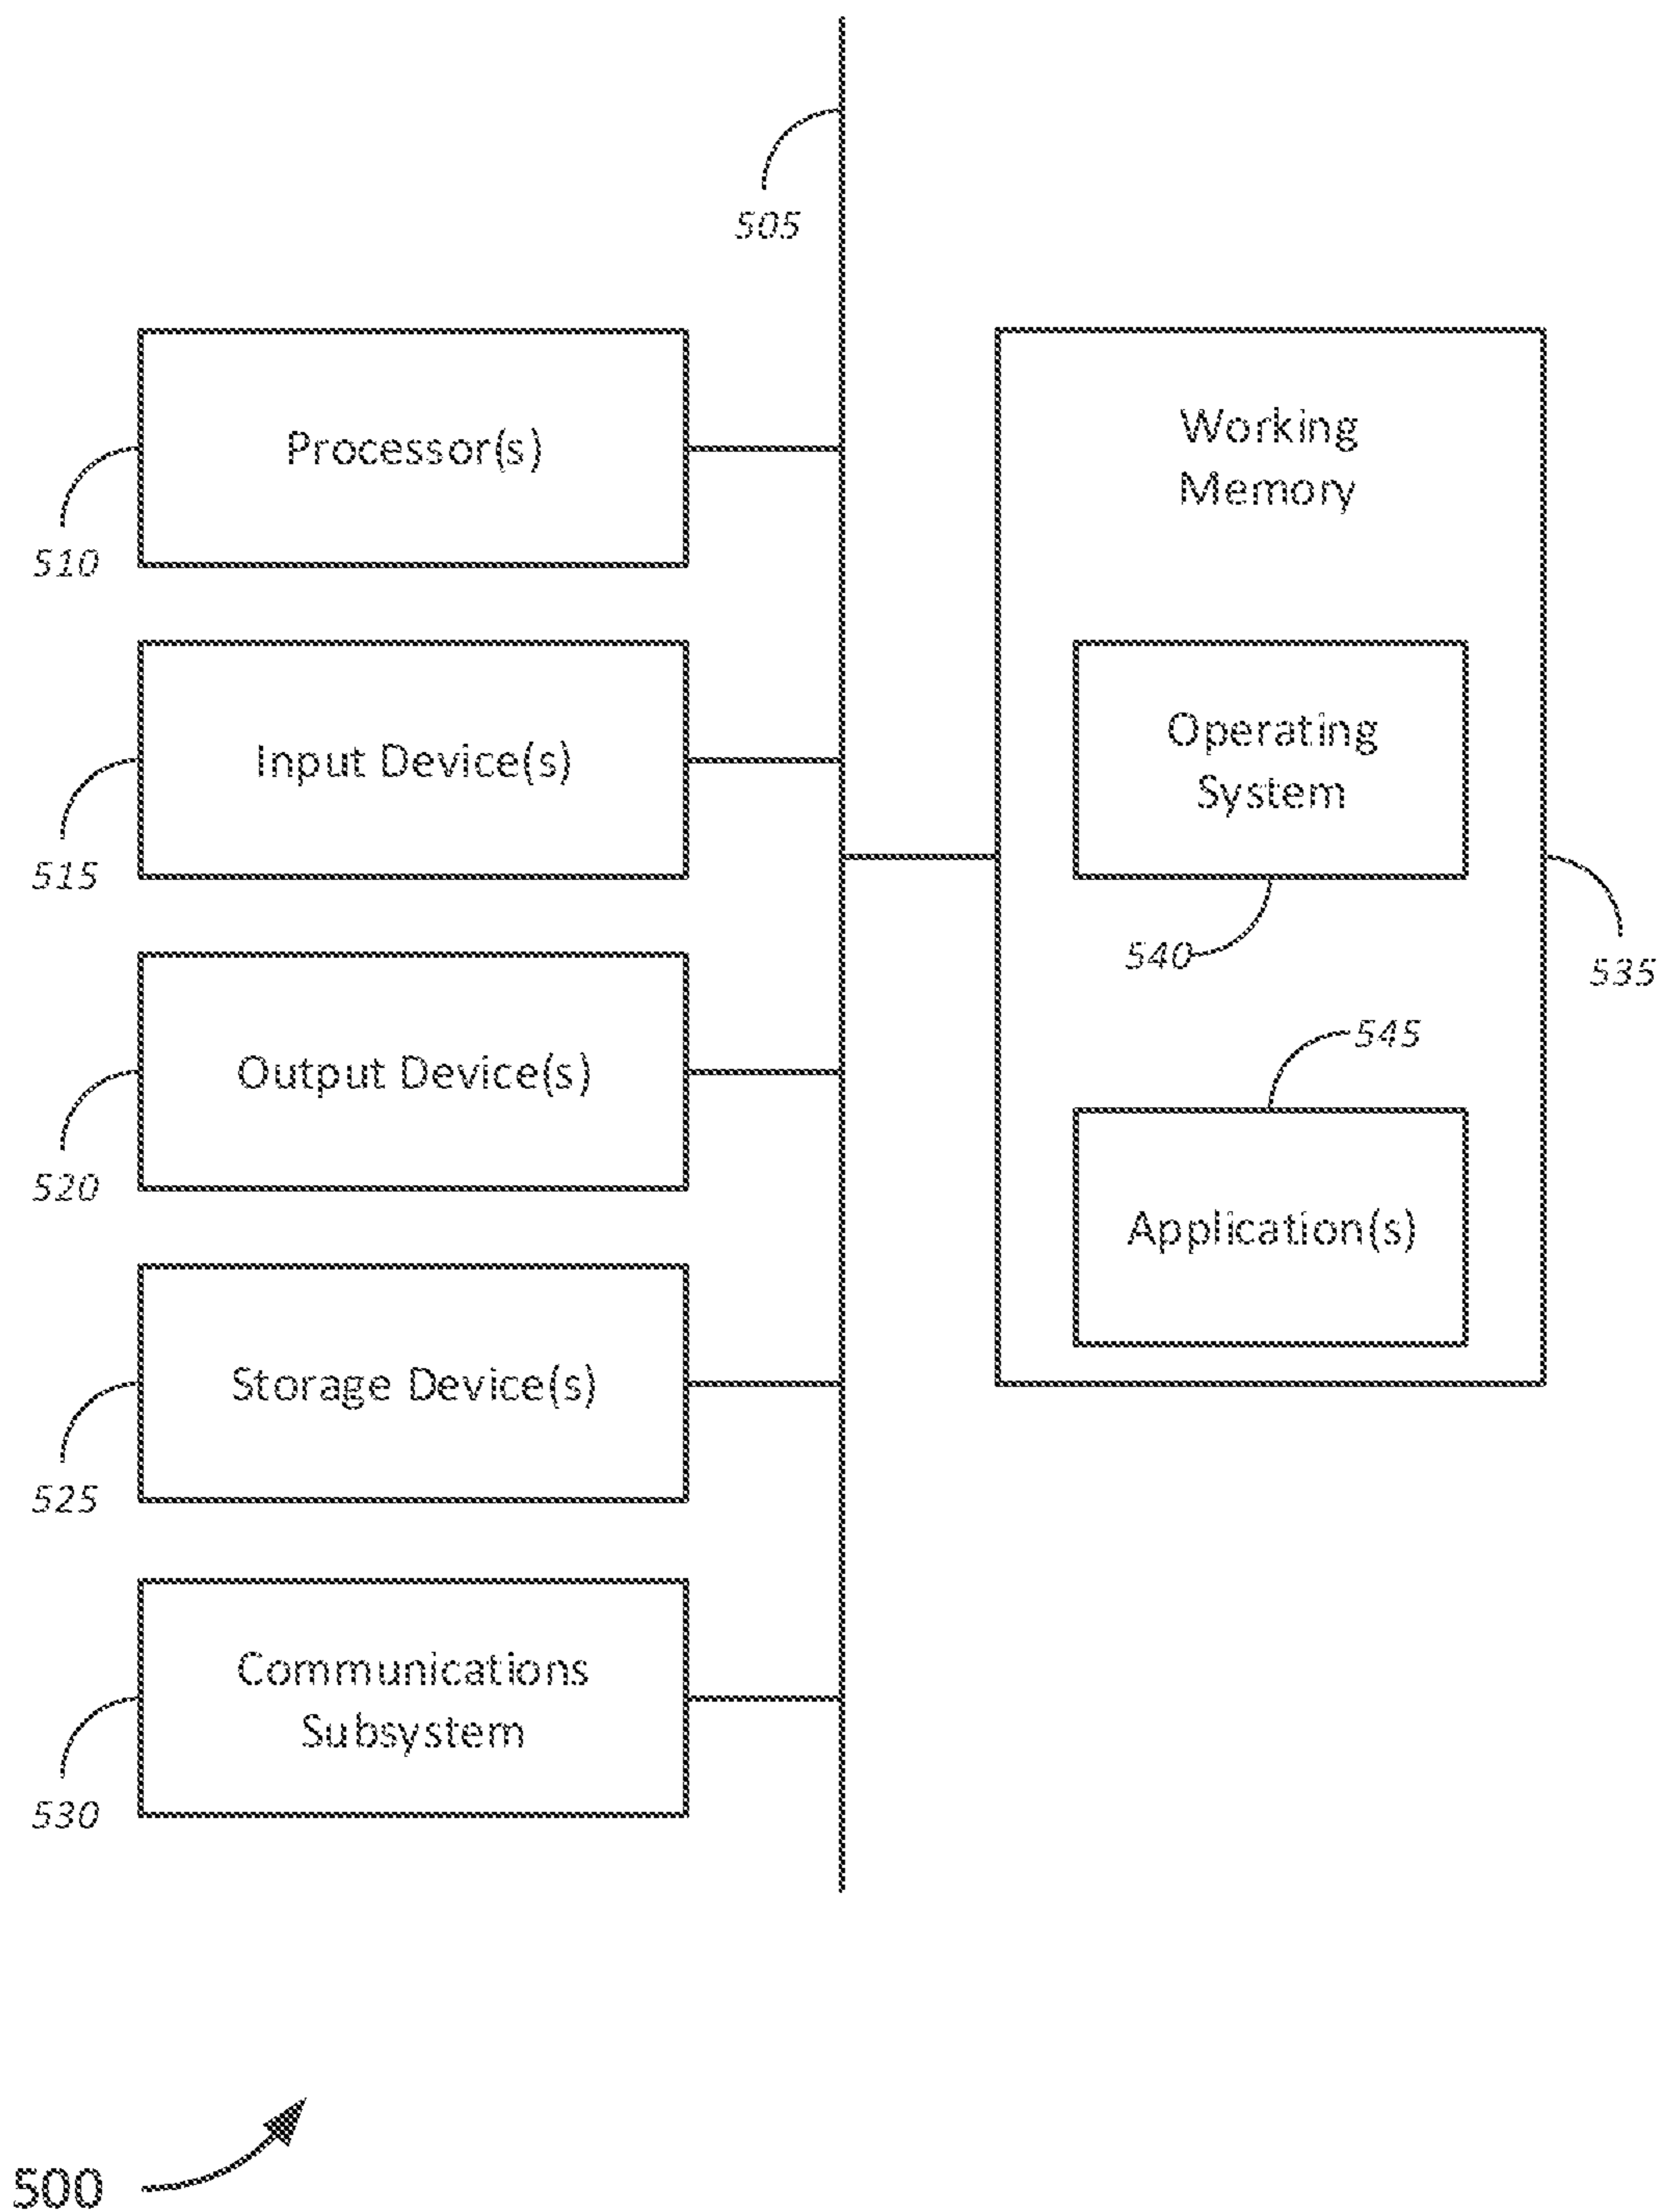 505
Processor(s)
510
Input Device(s)
515
Output Device(s)
520
Storage Device(s)
525
Communications
Subsystem
530
Working
Memory
Operating
System
540
535
545
Application(s)
500